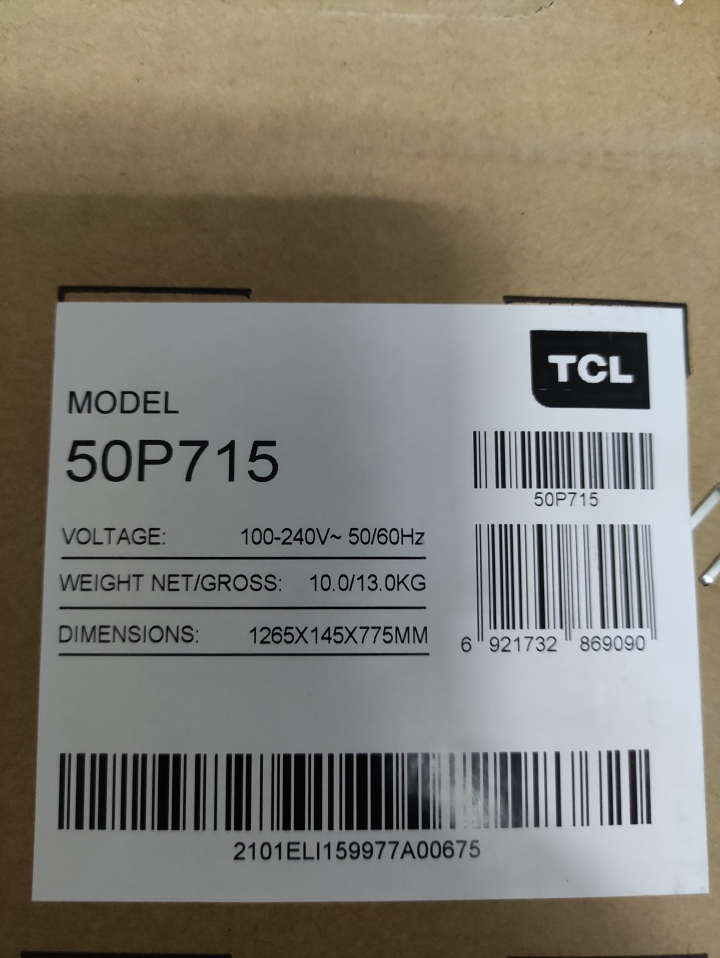 TCL
MODEL
50P715
50P715
VOLTAGE: 100-240V~ 50/60Hz
WEIGHT NET/GROSS: 10.0/13.0KG
DIMENSIONS: 1265X145X775MM
6 921732 869090
2101ELI159977A00675